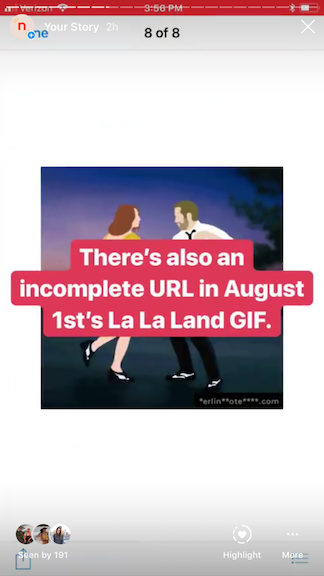 Verizon 3:56 PM
n Your Story 2h
8 of 8
There's also an
incomplete URL in August
1st's La La Land GIF.
*erlin**ote****.com
Seen by 191
Highlight
More